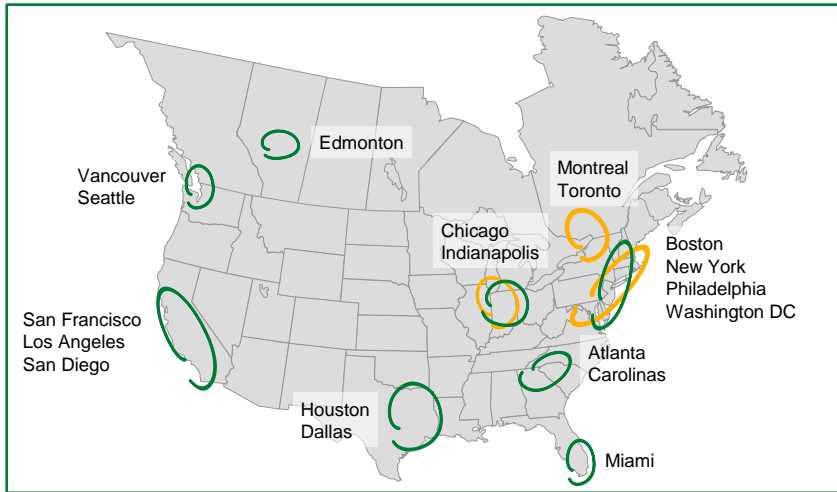 Edmonton
Vancouver
Seattle
Montreal
Toronto
Chicago
Indianapolis
Boston
New York
Philadelphia
Washington DC
San Francisco
Los Angeles
San Diego
Atlanta
Carolinas
Houston
Dallas
Miami